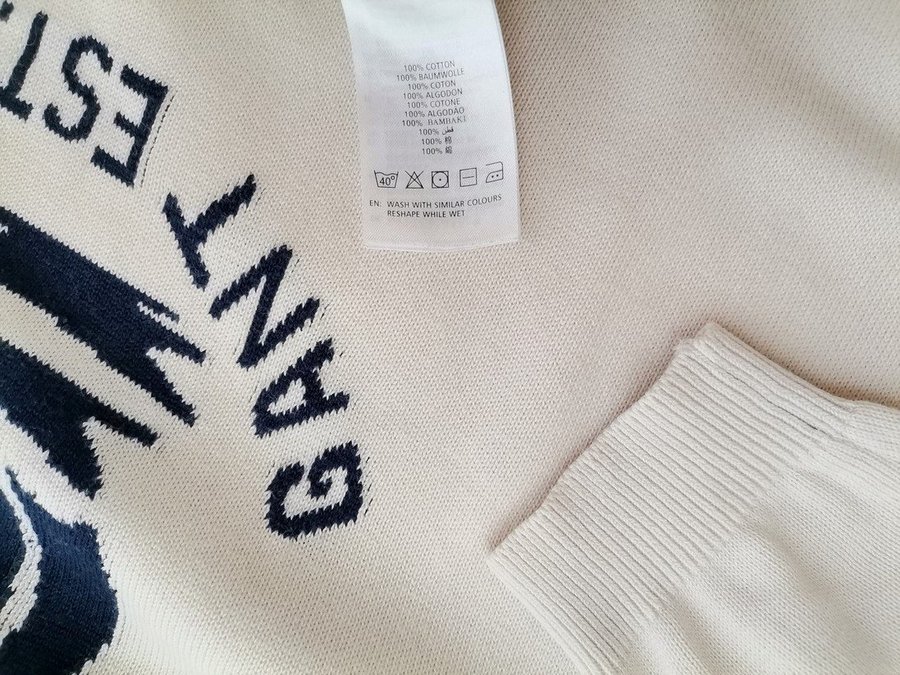 EST.
GANT
100% COTTON
100% BAUMWOLLE
100% COTON
100% ALGODON
100% COTONE
100% ALGODAO
100% BAMBAKI
100% قطن
100% 棉
100% 綿
40°
EN: WASH WITH SIMILAR COLOURS
RESHAPE WHILE WET